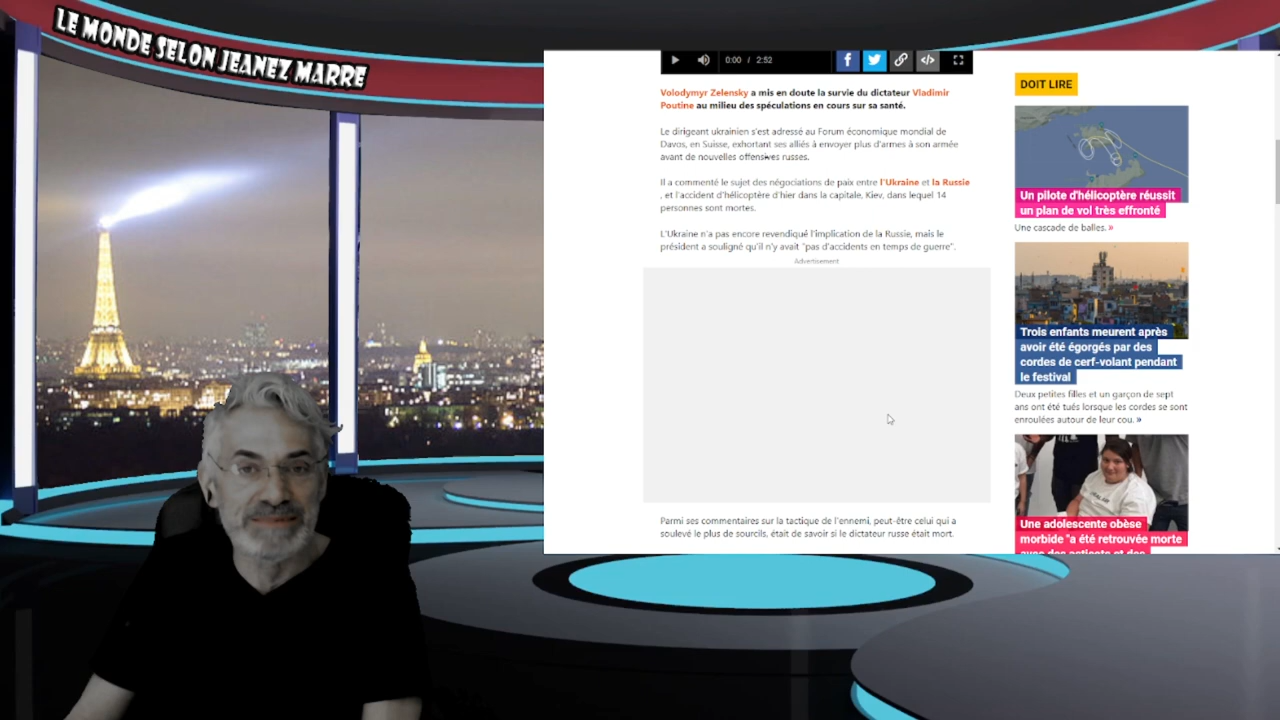 LE MONDE SELON JEANEZ MARRE
0:00 / 2:52
Volodymyr Zelensky a mis en doute la survie du dictateur Vladimir
Poutine au milieu des spéculations en cours sur sa santé.
Le dirigeant ukrainien s'est adressé au Forum économique mondial de
Davos, en Suisse, exhortant ses alliés à envoyer plus d'armes à son armée
avant de nouvelles offensives russes.
Il a commenté le sujet des négociations de paix entre l'Ukraine et la Russie
, et l'accident d'hélicoptère d'hier dans la capitale, Kiev, dans lequel 14
personnes sont mortes.
L'Ukraine n'a pas encore revendiqué l'implication de la Russie, mais le
président a souligné qu'il n'y avait "pas d'accidents en temps de guerre".
Advertisement
Parmi ses commentaires sur la tactique de l'ennemi, peut-être celui qui a
soulevé le plus de sourcils, était de savoir si le dictateur russe était mort.
DOIT LIRE
Un pilote d'hélicoptère réussit
un plan de vol très effronté
Une cascade de balles. »
Trois enfants meurent après
avoir été égorgés par des
cordes de cerf-volant pendant
le festival
Deux petites filles et un garçon de sept
ans ont été tués lorsque les cordes se sont
enroulées autour de leur cou. »
Une adolescente obèse
morbide "a été retrouvée morte